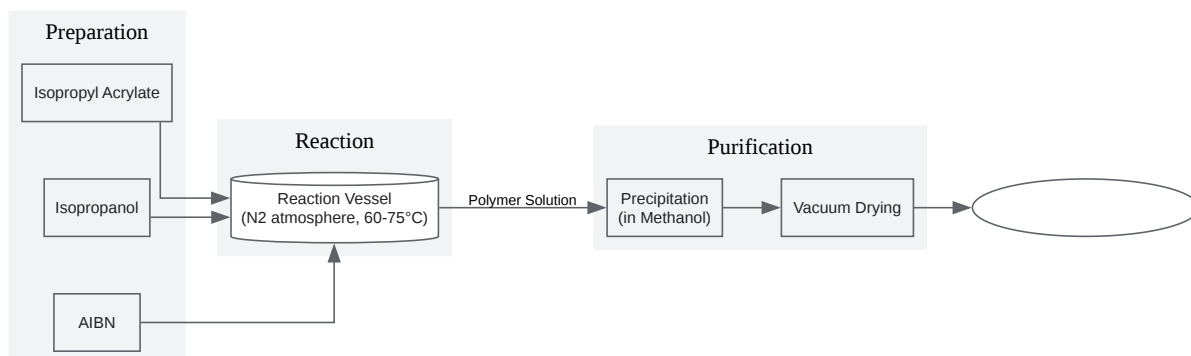 Preparation
Isopropyl Acrylate
Isopropanol
AIBN
Reaction
Reaction Vessel
(N2 atmosphere, 60-75°C)
Polymer Solution
Purification
Precipitation
(in Methanol)
Vacuum Drying